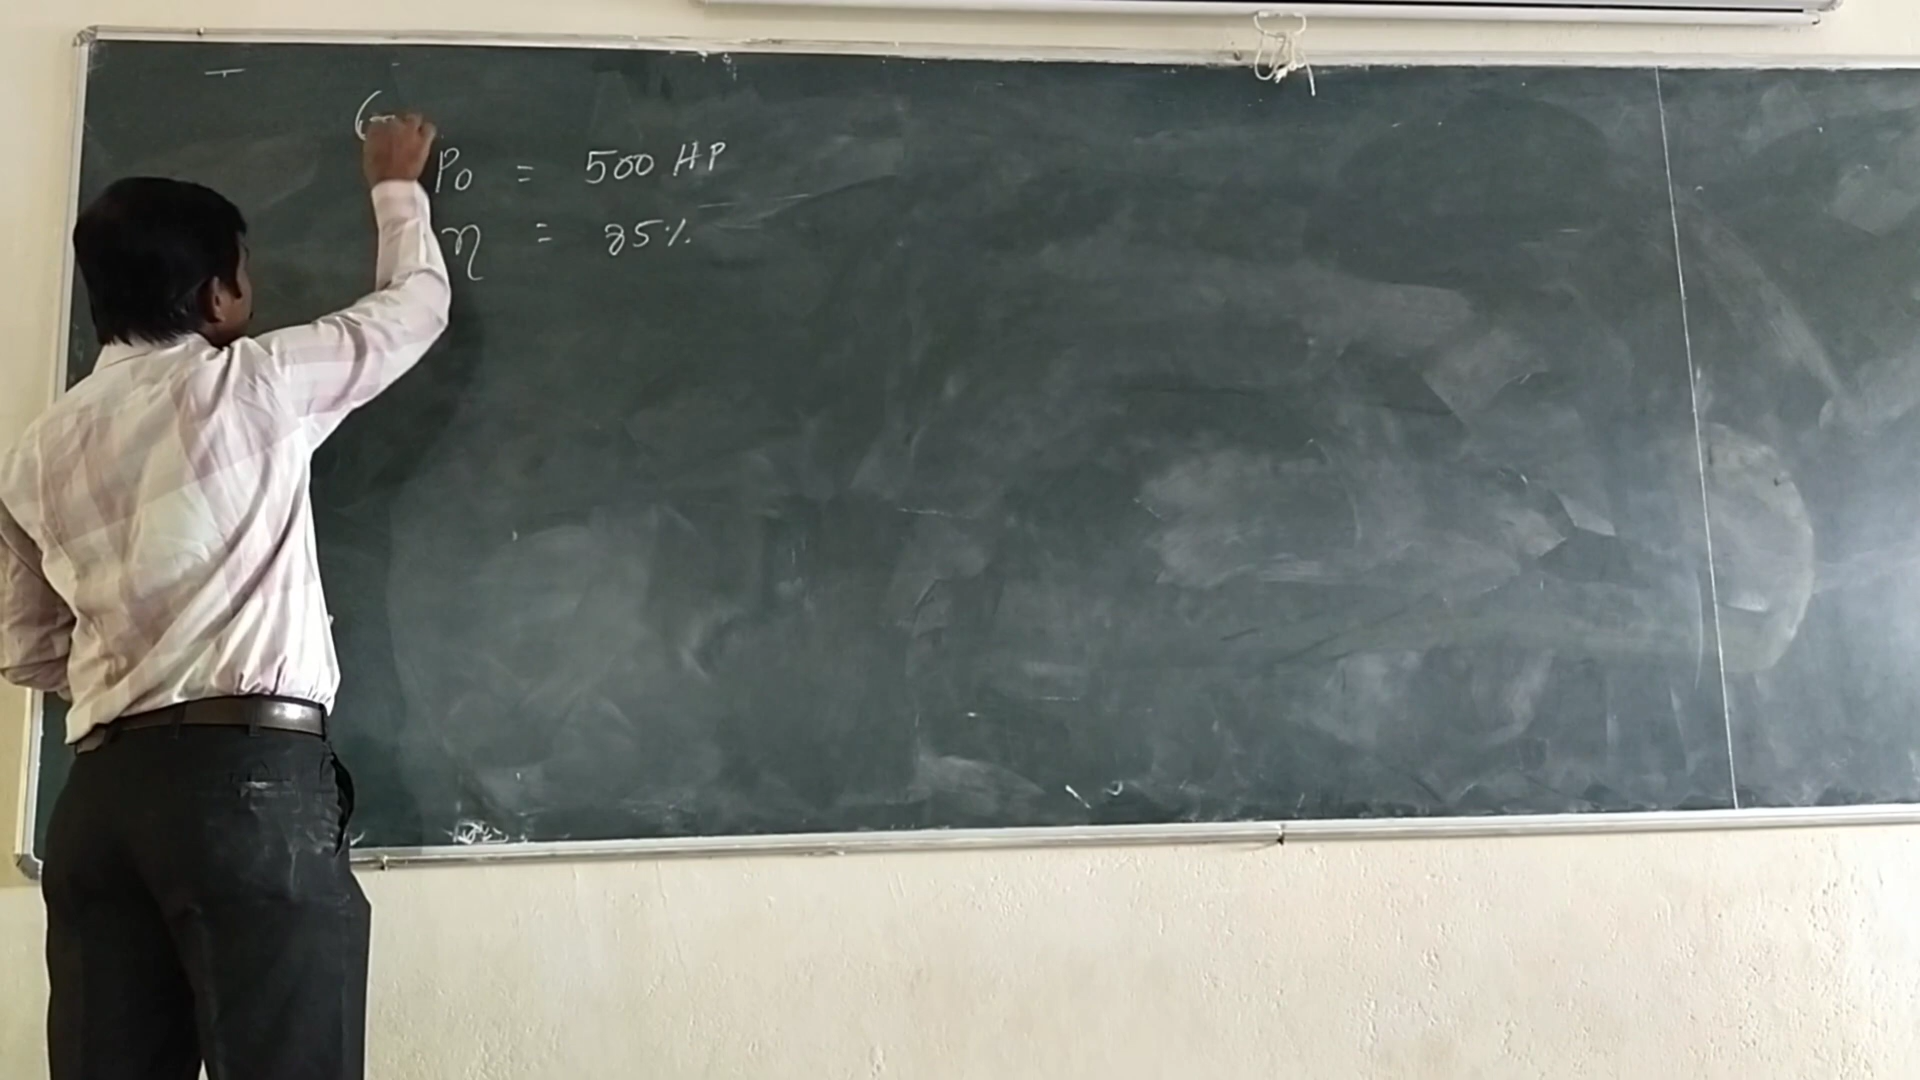 P0 = 500 HP
η = 85%